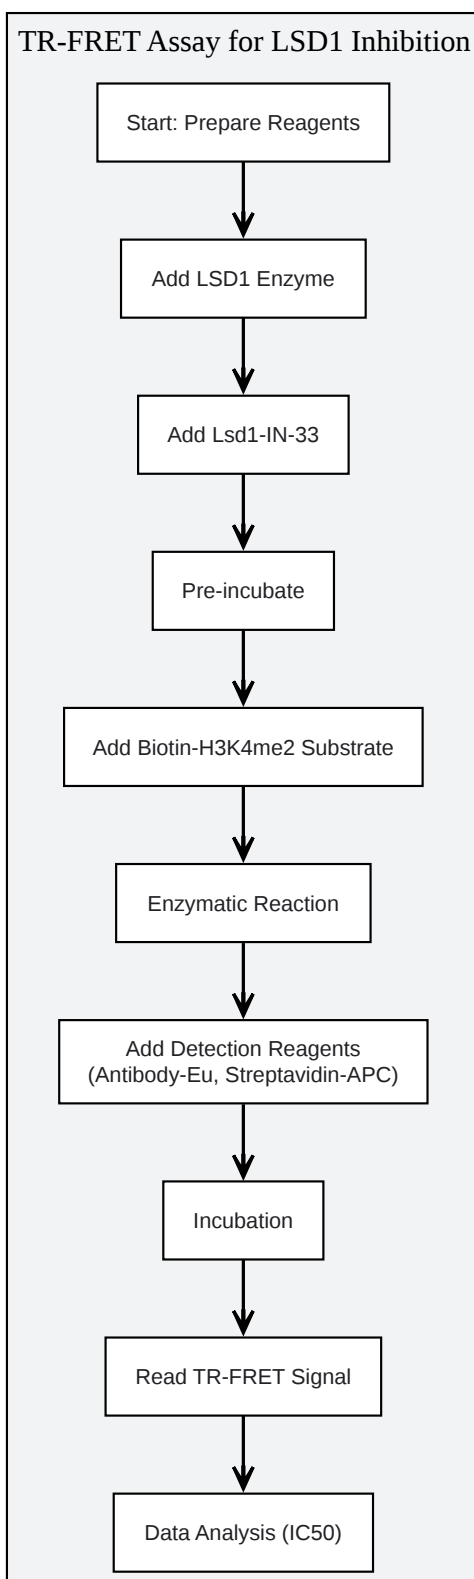 TR-FRET Assay for LSD1 Inhibition
Start: Prepare Reagents
Add LSD1 Enzyme
Add Lsd1-IN-33
Pre-incubate
Add Biotin-H3K4me2 Substrate
Enzymatic Reaction
Add Detection Reagents
(Antibody-Eu, Streptavidin-APC)
Incubation
Read TR-FRET Signal
Data Analysis (IC50)